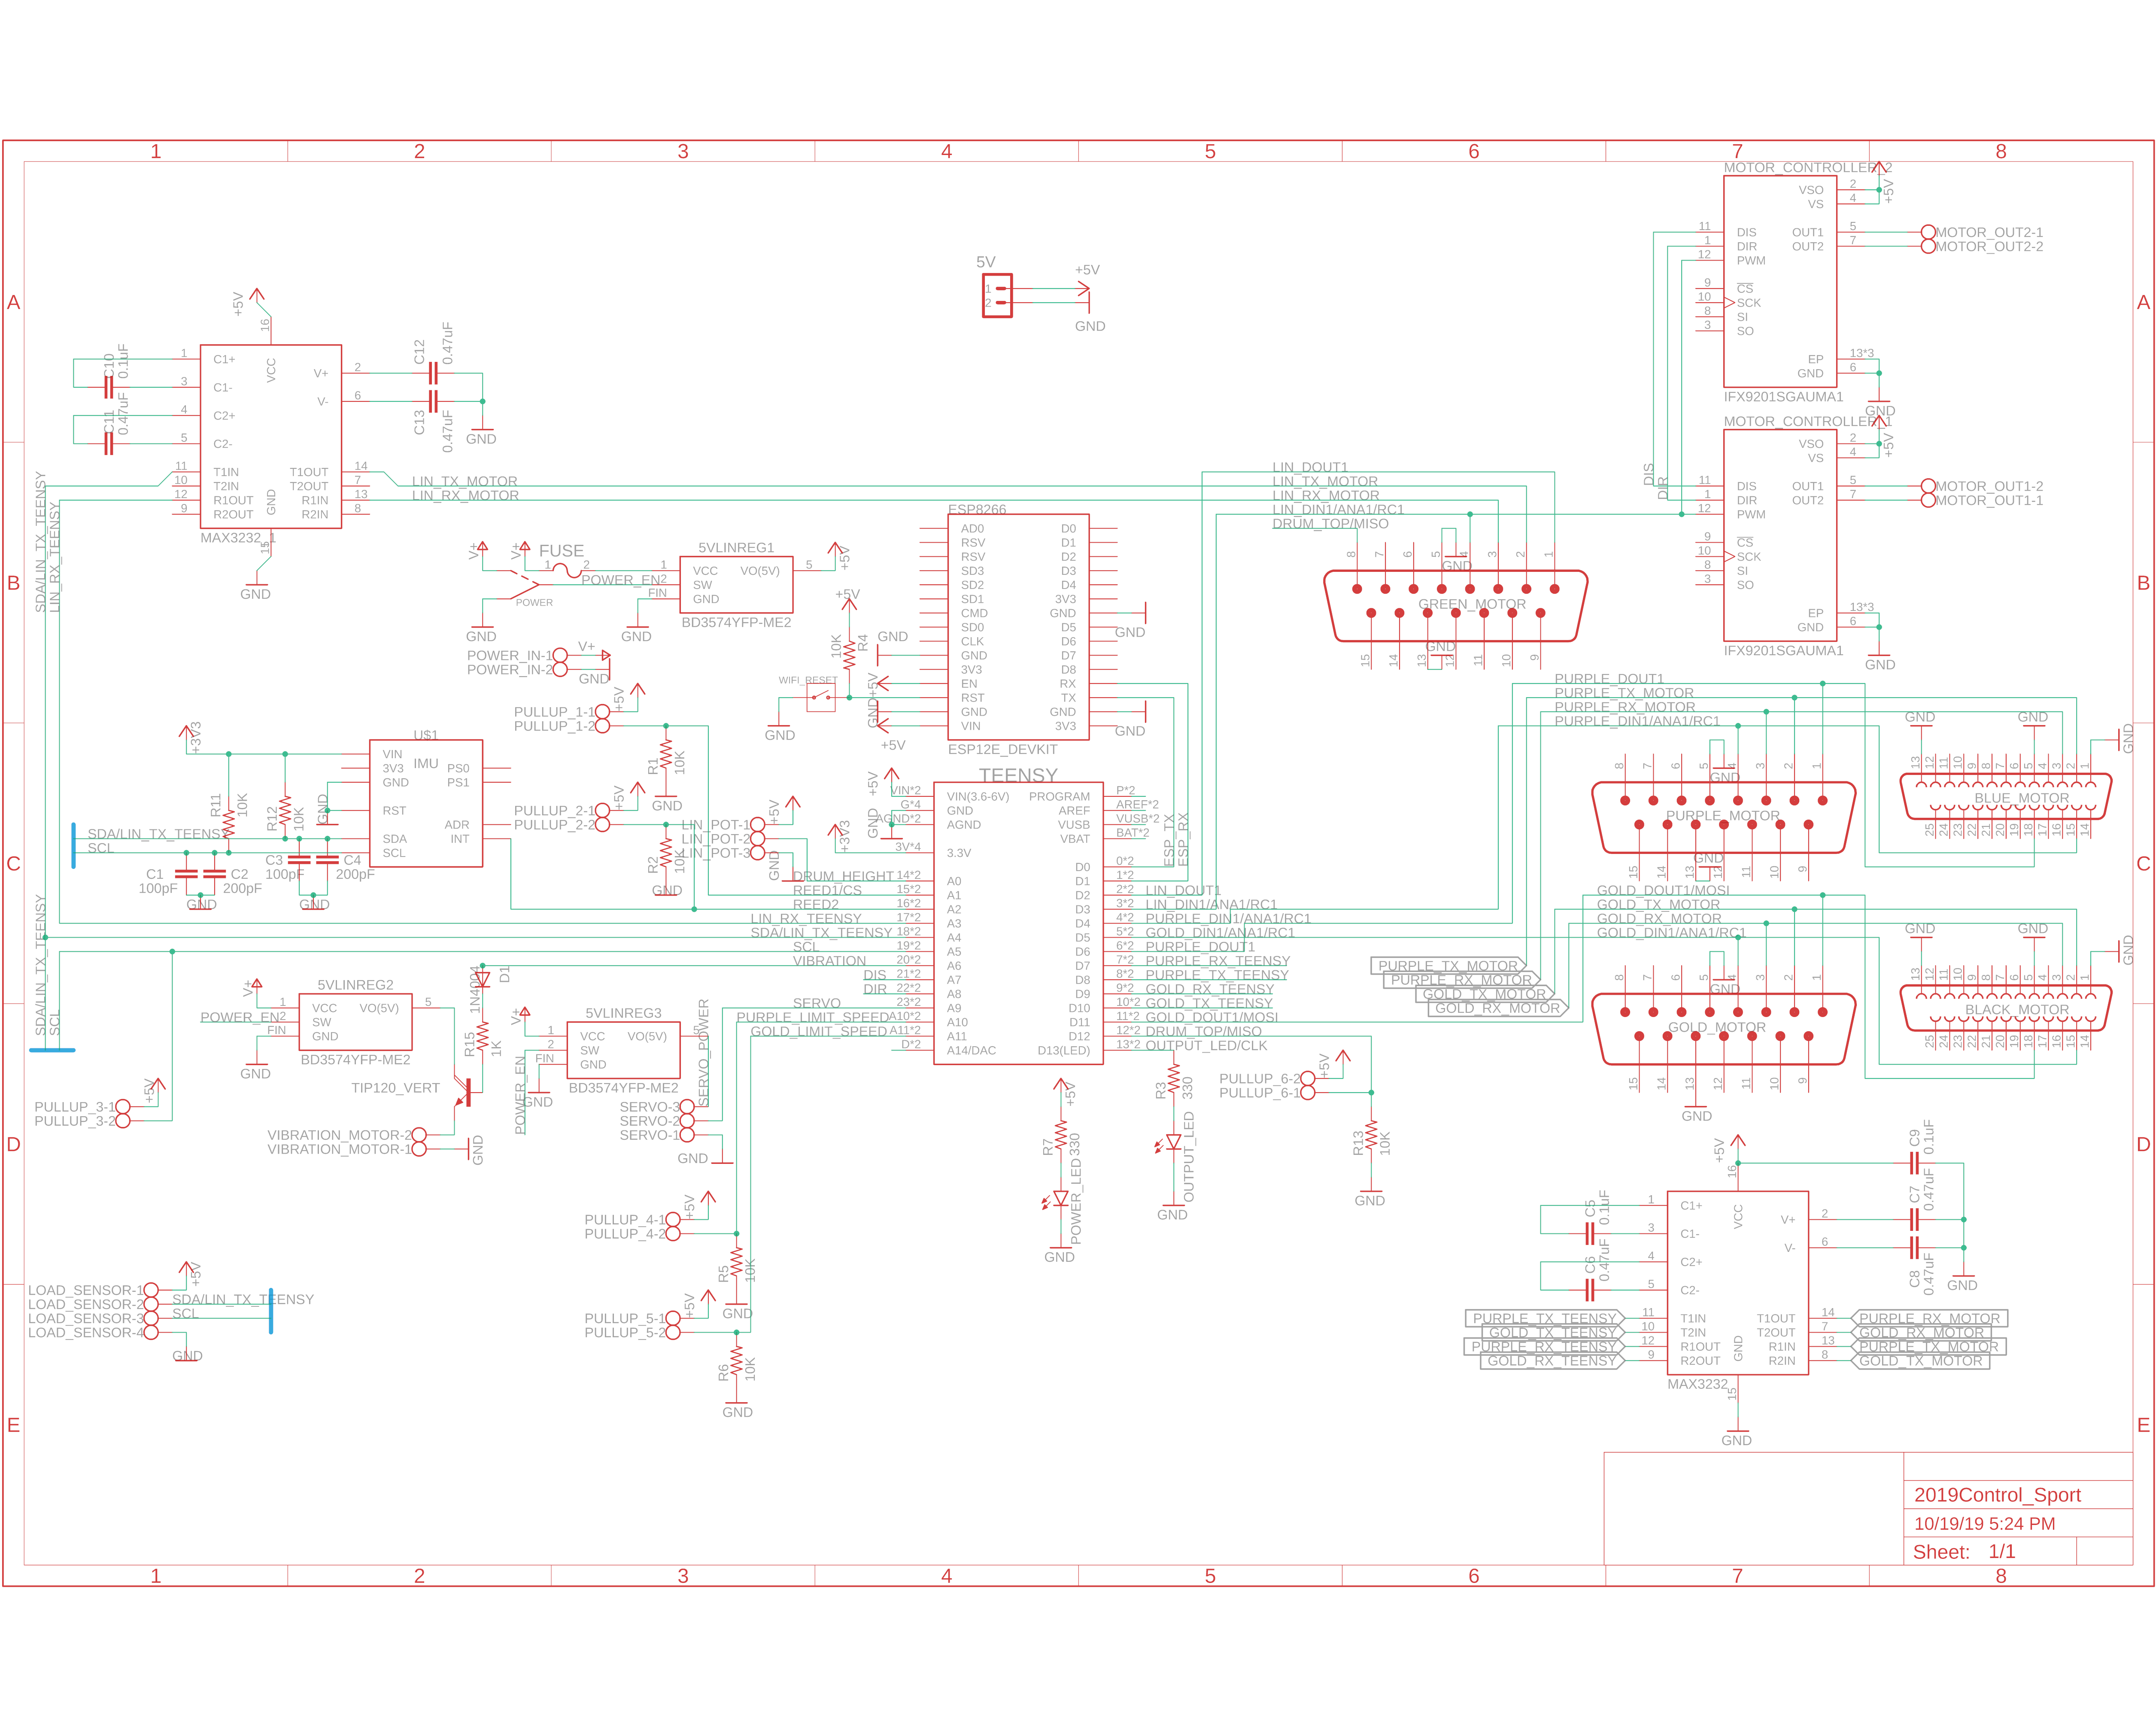 1 2 3 4 5 6 7 8
A A
B B
C C
D D
E E
MOTOR_CONTROLLER_2
VSO 2
VS 4
+5V
11 DIS OUT1 5 MOTOR_OUT2-1
1 DIR OUT2 7 MOTOR_OUT2-2
12 PWM
9 CS
10 SCK
8 SI
3 SO
EP 13*3
GND 6
IFX9201SGAUMA1
GND
MOTOR_CONTROLLER_1
VSO 2
VS 4
+5V
DIS
DIR
11 DIS OUT1 5 MOTOR_OUT1-2
1 DIR OUT2 7 MOTOR_OUT1-1
12 PWM
9 CS
10 SCK
8 SI
3 SO
EP 13*3
GND 6
IFX9201SGAUMA1
GND
5V
1 +5V
2 GND
+5V
16
VCC
1 C1+
3 C1-
4 C2+
5 C2-
V+ 2
V- 6
11 T1IN T1OUT 14
10 T2IN T2OUT 7
12 R1OUT R1IN 13
9 R2OUT R2IN 8
GND
15
MAX3232_1
GND
C10 0.1uF
C11 0.47uF
C12 0.47uF
C13 0.47uF
GND
LIN_TX_MOTOR
LIN_RX_MOTOR
SDA/LIN_TX_TEENSY
LIN_RX_TEENSY
V+ V+ FUSE
1 2
POWER
POWER_EN
GND
5VLINREG1
1 VCC VO(5V) 5
2 SW
FIN GND
BD3574YFP-ME2
GND
+5V
POWER_IN-1 V+
POWER_IN-2 GND
ESP8266
AD0 D0
RSV D1
RSV D2
SD3 D3
SD2 D4
SD1 3V3
CMD GND
SD0 D5
CLK D6
GND D7
3V3 D8
EN RX
RST TX
GND GND
VIN 3V3
ESP12E_DEVKIT
+5V
10K R4
GND
WIFI_RESET
GND
+5V
GND
+5V
GND
GND
LIN_DOUT1
LIN_TX_MOTOR
LIN_RX_MOTOR
LIN_DIN1/ANA1/RC1
DRUM_TOP/MISO
8 7 6 5 4 3 2 1
GND
GREEN_MOTOR
GND
15 14 13 12 11 10 9
PURPLE_DOUT1
PURPLE_TX_MOTOR
PURPLE_RX_MOTOR
PURPLE_DIN1/ANA1/RC1
8 7 6 5 4 3 2 1
GND
PURPLE_MOTOR
GND
15 14 13 12 11 10 9
GND GND GND
13 12 11 10 9 8 7 6 5 4 3 2 1
BLUE_MOTOR
25 24 23 22 21 20 19 18 17 16 15 14
GOLD_DOUT1/MOSI
GOLD_TX_MOTOR
GOLD_RX_MOTOR
GOLD_DIN1/ANA1/RC1
8 7 6 5 4 3 2 1
GND
GOLD_MOTOR
15 14 13 12 11 10 9
GND
GND GND GND
13 12 11 10 9 8 7 6 5 4 3 2 1
BLACK_MOTOR
25 24 23 22 21 20 19 18 17 16 15 14
PURPLE_TX_MOTOR
PURPLE_RX_MOTOR
GOLD_TX_MOTOR
GOLD_RX_MOTOR
PULLUP_1-1 +5V
PULLUP_1-2
R1 10K
GND
PULLUP_2-1 +5V
PULLUP_2-2
R2 10K
GND
LIN_POT-1 +5V
LIN_POT-2
LIN_POT-3 GND
+3V3
U$1
IMU
VIN
3V3 PS0
GND PS1
RST
ADR
SDA INT
SCL
R11 10K
R12 10K
GND
SDA/LIN_TX_TEENSY
SCL
C1 100pF
C2 200pF
C3 100pF
C4 200pF
GND GND
TEENSY
+5V
GND
+3V3
VIN*2 VIN(3.6-6V) PROGRAM P*2
G*4 GND AREF AREF*2
AGND*2 AGND VUSB VUSB*2
VBAT BAT*2
3V*4 3.3V
D0 0*2
DRUM_HEIGHT 14*2 A0 D1 1*2
REED1/CS 15*2 A1 D2 2*2 LIN_DOUT1
REED2 16*2 A2 D3 3*2 LIN_DIN1/ANA1/RC1
LIN_RX_TEENSY 17*2 A3 D4 4*2 PURPLE_DIN1/ANA1/RC1
SDA/LIN_TX_TEENSY 18*2 A4 D5 5*2 GOLD_DIN1/ANA1/RC1
SCL 19*2 A5 D6 6*2 PURPLE_DOUT1
VIBRATION 20*2 A6 D7 7*2 PURPLE_RX_TEENSY
DIS 21*2 A7 D8 8*2 PURPLE_TX_TEENSY
DIR 22*2 A8 D9 9*2 GOLD_RX_TEENSY
SERVO 23*2 A9 D10 10*2 GOLD_TX_TEENSY
PURPLE_LIMIT_SPEED A10*2 A10 D11 11*2 GOLD_DOUT1/MOSI
GOLD_LIMIT_SPEED A11*2 A11 D12 12*2 DRUM_TOP/MISO
D*2 A14/DAC D13(LED) 13*2 OUTPUT_LED/CLK
ESP_TX
ESP_RX
SDA/LIN_TX_TEENSY
SCL
V+
5VLINREG2
1 VCC VO(5V) 5
POWER_EN 2 SW
FIN GND
BD3574YFP-ME2
GND
1N4004 D1
R15 1K
TIP120_VERT
VIBRATION_MOTOR-2
VIBRATION_MOTOR-1
GND
V+
5VLINREG3
1 VCC VO(5V) 5
2 SW
FIN GND
BD3574YFP-ME2
POWER_EN
GND
SERVO_POWER
SERVO-3
SERVO-2
SERVO-1
GND
PULLUP_3-1 +5V
PULLUP_3-2
PULLUP_4-1 +5V
PULLUP_4-2
R5 10K
GND
PULLUP_5-1 +5V
PULLUP_5-2
R6 10K
GND
+5V
R7 330
POWER_LED
GND
R3 330
OUTPUT_LED
GND
PULLUP_6-2 +5V
PULLUP_6-1
R13 10K
GND
LOAD_SENSOR-1 +5V
LOAD_SENSOR-2 SDA/LIN_TX_TEENSY
LOAD_SENSOR-3 SCL
LOAD_SENSOR-4
GND
+5V
16
VCC
C9 0.1uF
C7 0.47uF
C8 0.47uF
GND
C5 0.1uF
C6 0.47uF
1 C1+
3 C1-
4 C2+
5 C2-
V+ 2
V- 6
PURPLE_TX_TEENSY 11 T1IN T1OUT 14 PURPLE_RX_MOTOR
GOLD_TX_TEENSY 10 T2IN T2OUT 7 GOLD_RX_MOTOR
PURPLE_RX_TEENSY 12 R1OUT R1IN 13 PURPLE_TX_MOTOR
GOLD_RX_TEENSY 9 R2OUT R2IN 8 GOLD_TX_MOTOR
GND
MAX3232
15
GND
2019Control_Sport
10/19/19 5:24 PM
Sheet: 1/1
1 2 3 4 5 6 7 8